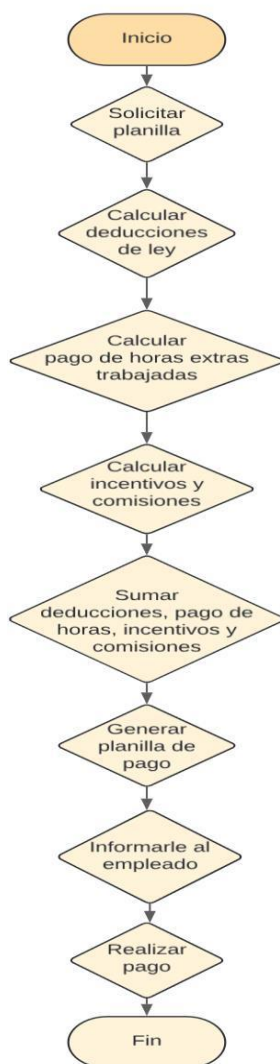 Inicio
Solicitar
planilla
Calcular
deducciones
de ley
Calcular
pago de horas extras
trabajadas
Calcular
incentivos y
comisiones
Sumar
deducciones, pago de
horas, incentivos y
comisiones
Generar
planilla de
pago
Informarle al
empleado
Realizar
pago
Fin